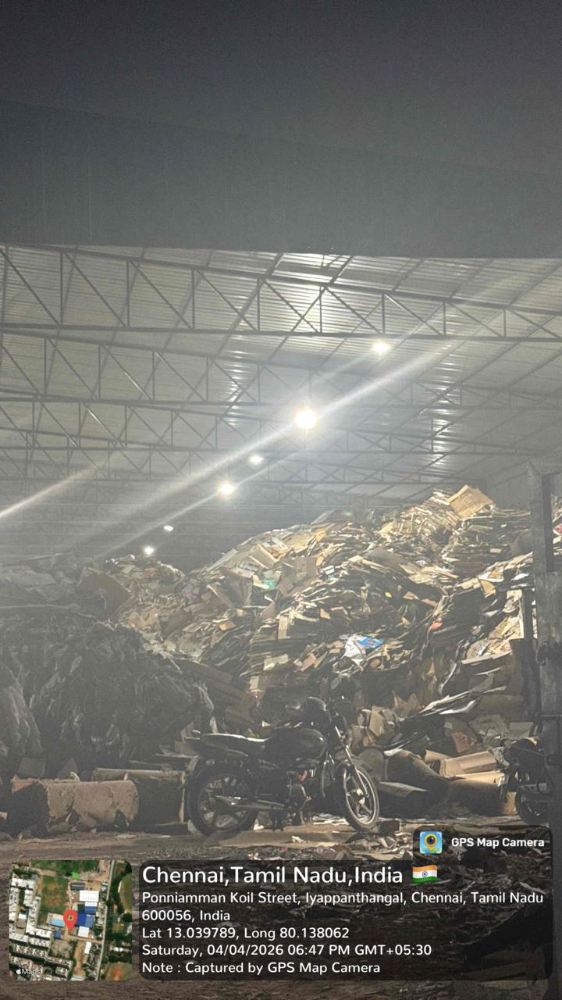 GPS Map Camera
Chennai,Tamil Nadu,India 🇮🇳
Ponniamman Koil Street, Iyappanthangal, Chennai, Tamil Nadu
600056, India
Lat 13.039789, Long 80.138062
Saturday, 04/04/2026 06:47 PM GMT+05:30
Note : Captured by GPS Map Camera
Maps